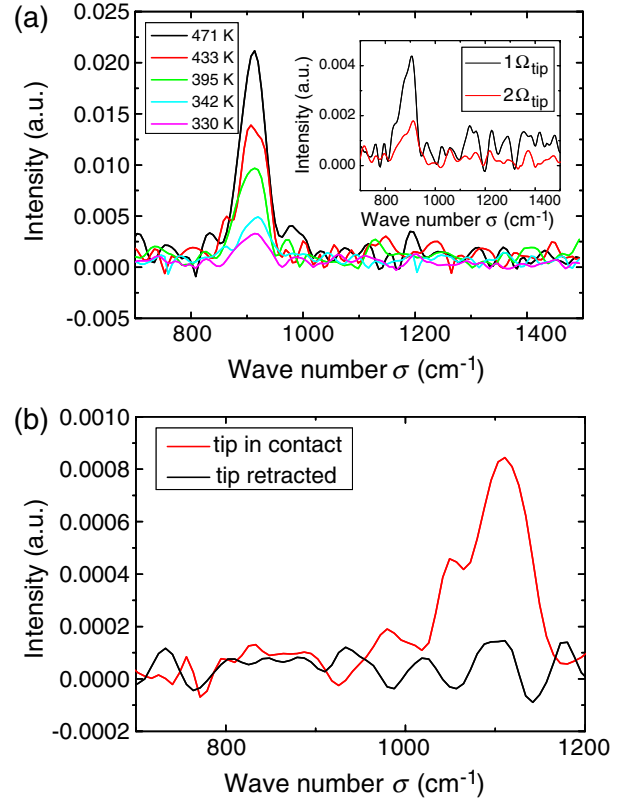 (a)
471 K
433 K
395 K
342 K
330 K
0.025
0.020
0.015
0.010
0.005
0.000
-0.005
Intensity (a.u.)
800 1000 1200 1400
Wave number σ (cm⁻¹)
1Ω_tip
2Ω_tip
0.004
0.002
0.000
Intensity (a.u.)
800 1000 1200 1400
Wave number σ (cm⁻¹)
(b)
tip in contact
tip retracted
0.0010
0.0008
0.0006
0.0004
0.0002
0.0000
-0.0002
Intensity (a.u.)
800 1000 1200
Wave number σ (cm⁻¹)